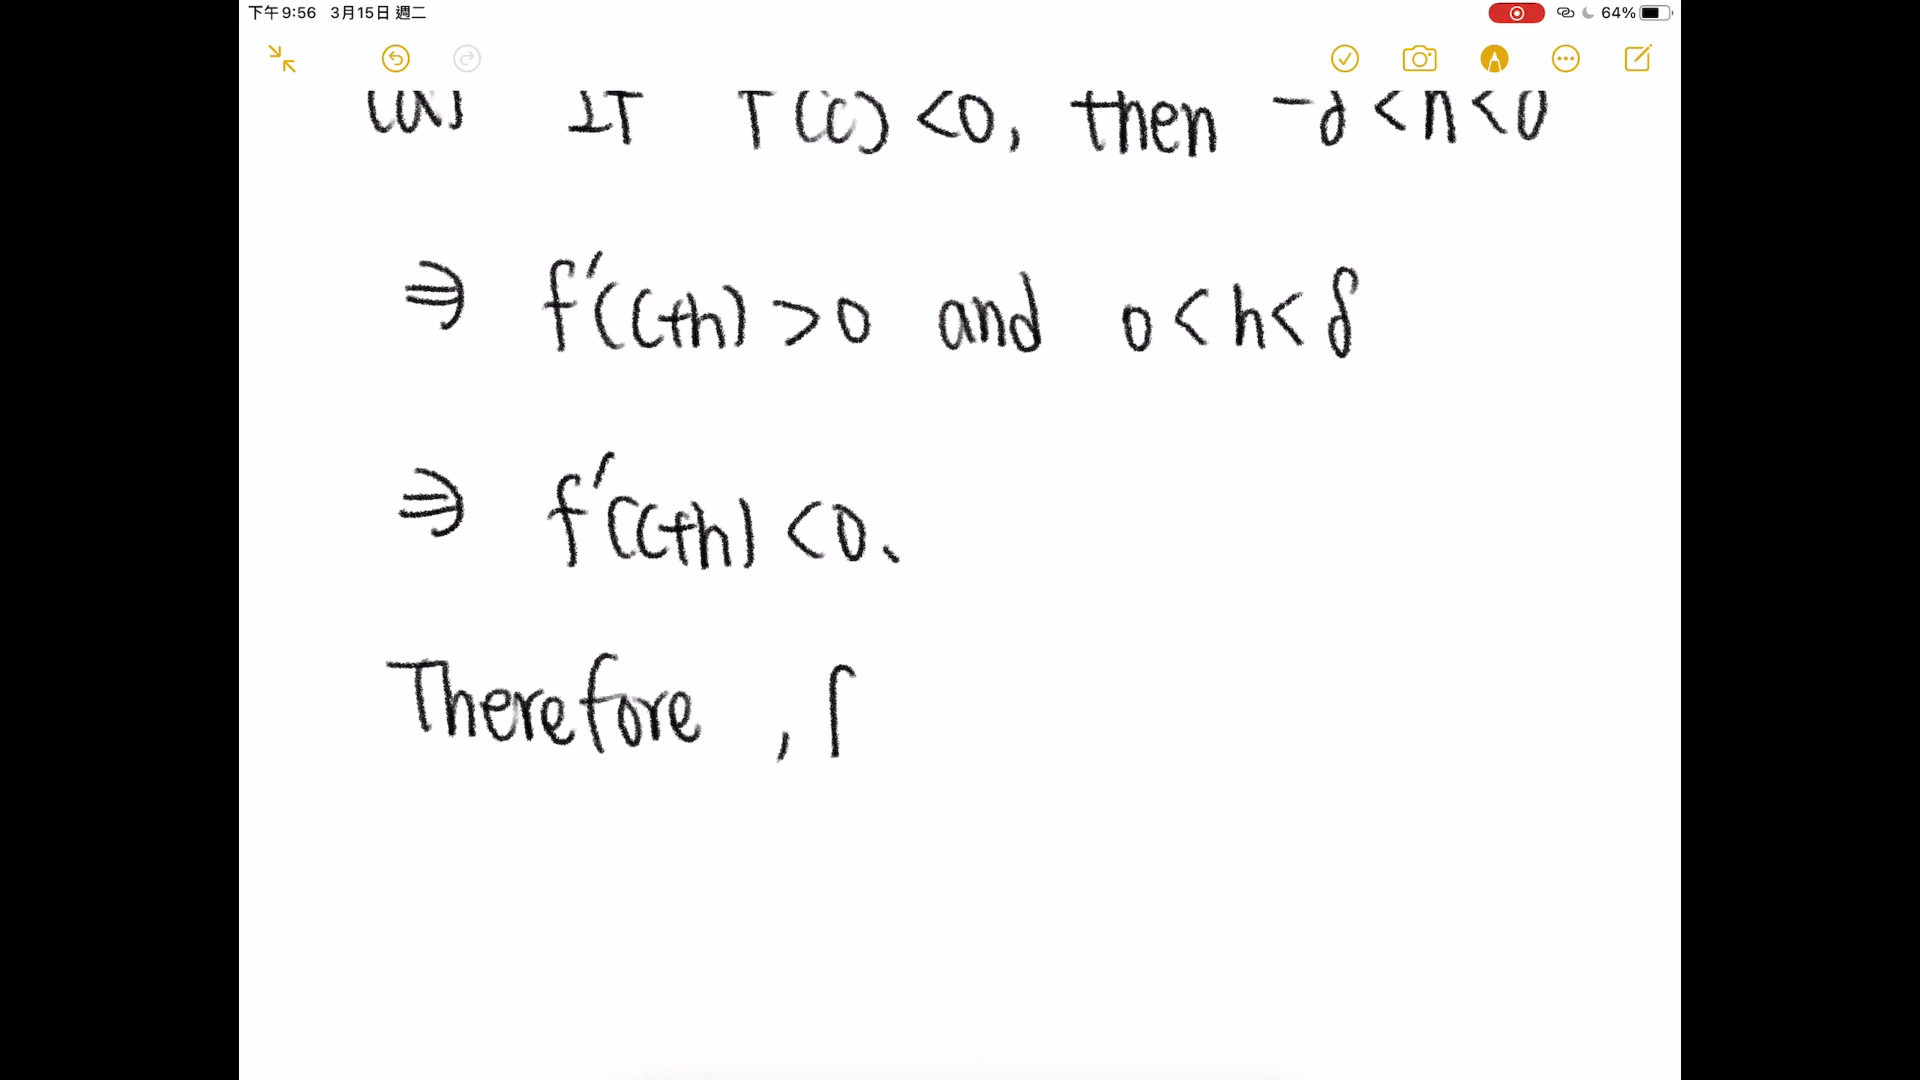 下午9:56 3月15日 週二
64%
(a) If f(c) <0, then -δ < h < 0
⇒ f'(c+h) > 0 and 0 < h < δ
⇒ f'(c+h) < 0.
Therefore , f